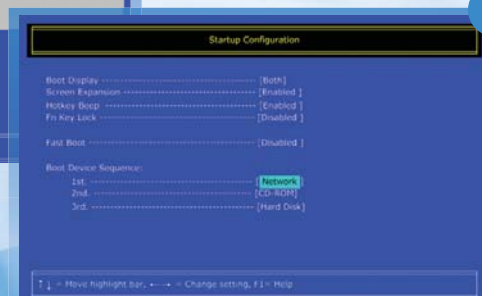 Startup Configuration
Boot Display ---------------------------------------- [Both]
Screen Expansion ---------------------------------- [Enabled ]
Hotkey Beep --------------------------------------- [Enabled ]
Fn Key Lock ---------------------------------------- [Disabled ]
Fast Boot ------------------------------------------- [Disabled ]
Boot Device Sequence:
1st. ------------------------------------------ [ Network ]
2nd. ----------------------------------------- [CD-ROM]
3rd. ------------------------------------------ [Hard Disk]
↑ ↓ = Move highlight bar, ←---→ = Change setting, F1= Help